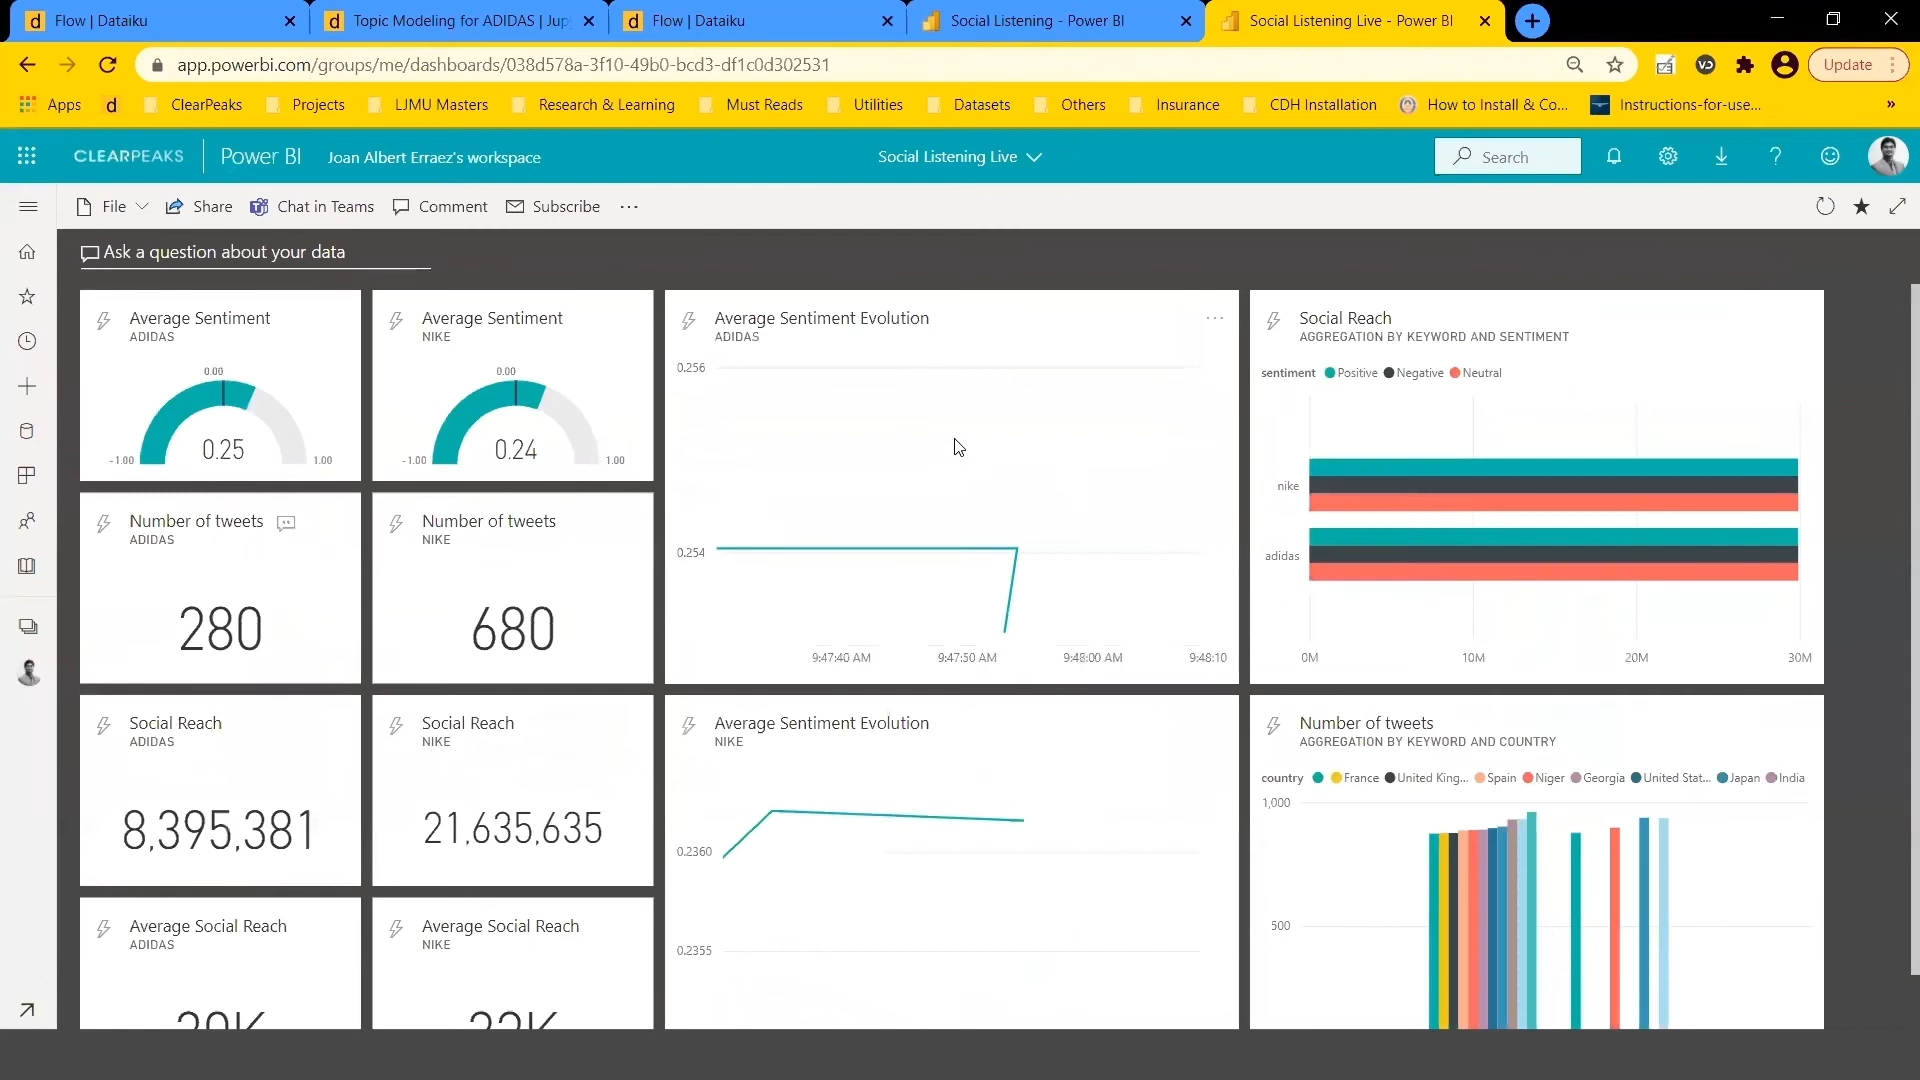 Flow | Dataiku
Topic Modeling for ADIDAS | Jup
Flow | Dataiku
Social Listening - Power BI
Social Listening Live - Power BI
app.powerbi.com/groups/me/dashboards/038d578a-3f10-49b0-bcd3-df1c0d302531
Update
Apps
ClearPeaks
Projects
LJMU Masters
Research & Learning
Must Reads
Utilities
Datasets
Others
Insurance
CDH Installation
How to Install & Co...
Instructions-for-use...
CLEARPEAKS
Power BI
Joan Albert Erraez's workspace
Social Listening Live
Search
File
Share
Chat in Teams
Comment
Subscribe
Ask a question about your data
Average Sentiment
ADIDAS
0.00
0.25
-1.00
1.00
Average Sentiment
NIKE
0.00
0.24
-1.00
1.00
Average Sentiment Evolution
ADIDAS
0.256
0.254
9:47:40 AM
9:47:50 AM
9:48:00 AM
9:48:10
Social Reach
AGGREGATION BY KEYWORD AND SENTIMENT
sentiment Positive Negative Neutral
nike
adidas
0M
10M
20M
30M
Number of tweets
ADIDAS
280
Number of tweets
NIKE
680
Social Reach
ADIDAS
8,395,381
Social Reach
NIKE
21,635,635
Average Sentiment Evolution
NIKE
0.2360
0.2355
Number of tweets
AGGREGATION BY KEYWORD AND COUNTRY
country France United King... Spain Niger Georgia United Stat... Japan India
1,000
500
Average Social Reach
ADIDAS
Average Social Reach
NIKE